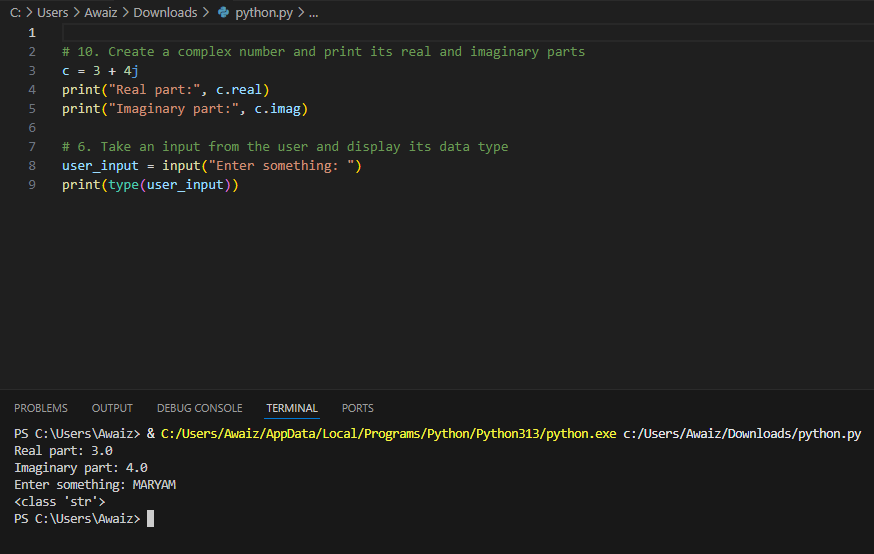 C: > Users > Awaiz > Downloads > python.py > ...
1
2 # 10. Create a complex number and print its real and imaginary parts
3 c = 3 + 4j
4 print("Real part:", c.real)
5 print("Imaginary part:", c.imag)
6
7 # 6. Take an input from the user and display its data type
8 user_input = input("Enter something: ")
9 print(type(user_input))
PROBLEMS OUTPUT DEBUG CONSOLE TERMINAL PORTS
PS C:\Users\Awaiz> & C:/Users/Awaiz/AppData/Local/Programs/Python/Python313/python.exe c:/Users/Awaiz/Downloads/python.py
Real part: 3.0
Imaginary part: 4.0
Enter something: MARYAM
<class 'str'>
PS C:\Users\Awaiz>